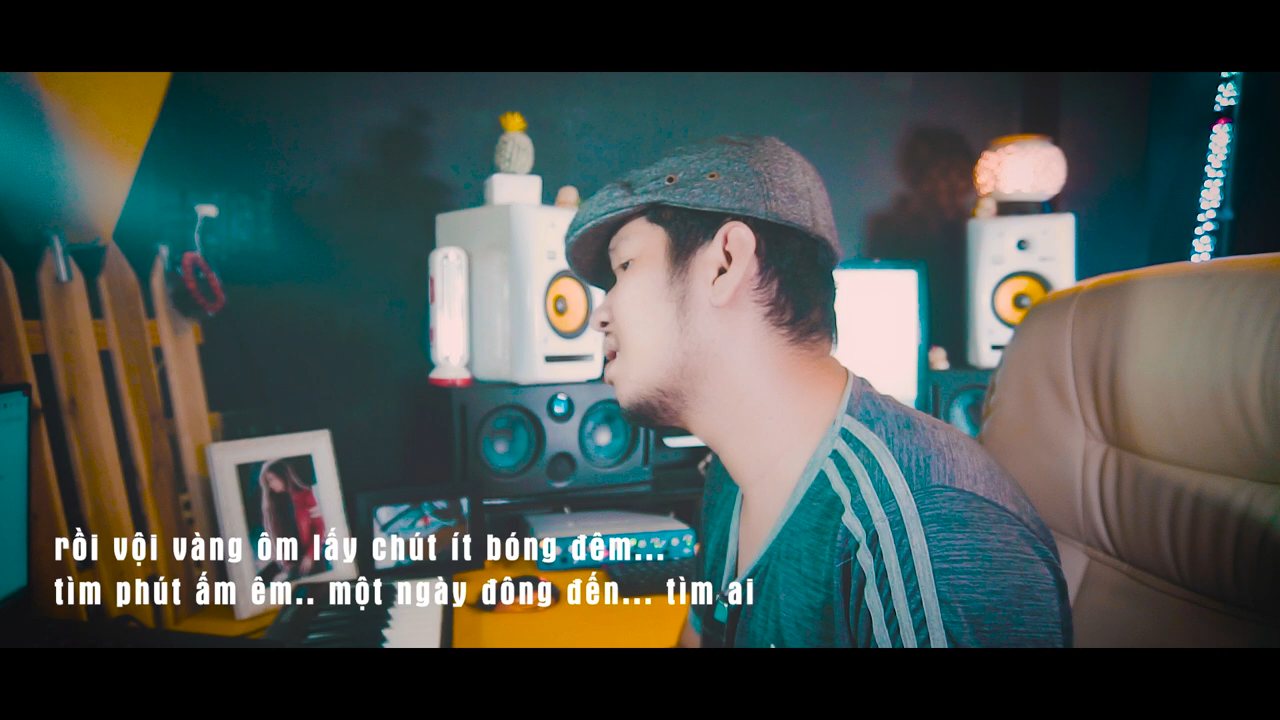 rồi vội vàng ôm lấy chút ít bóng đêm...
tìm phút ấm êm.. một ngày đông đến... tìm ai